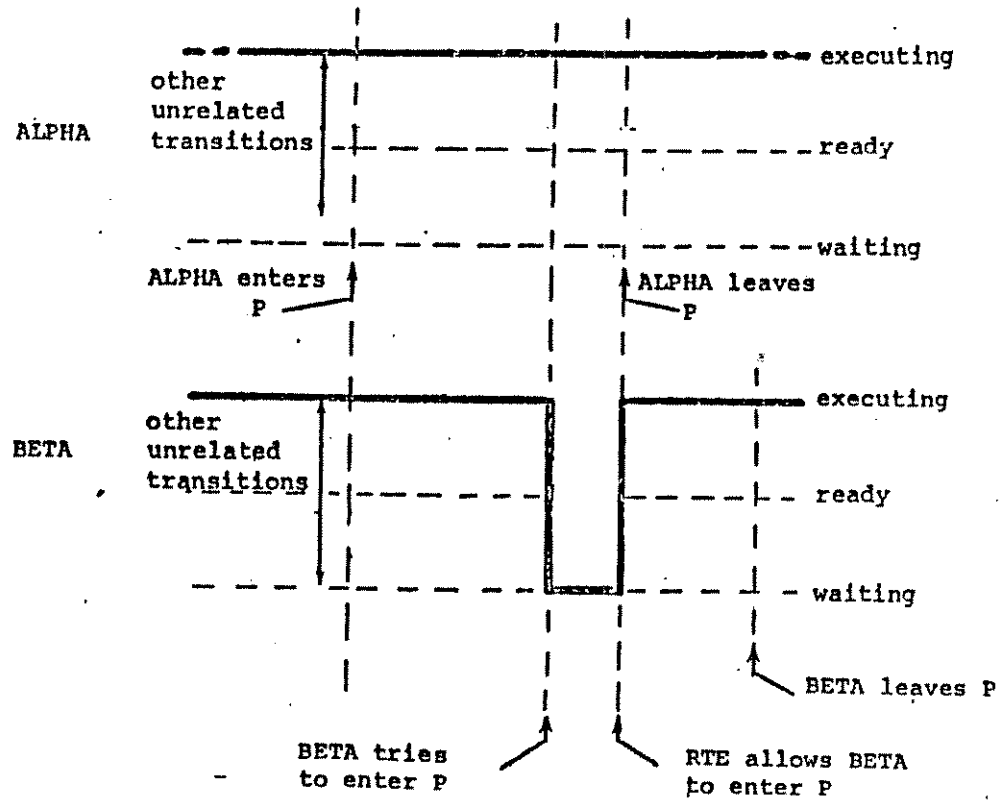 executing
other
unrelated
transitions
ALPHA
ready
waiting
ALPHA enters
P
ALPHA leaves
P
executing
other
unrelated
transitions
BETA
ready
waiting
BETA leaves P
BETA tries
to enter P
RTE allows BETA
to enter P